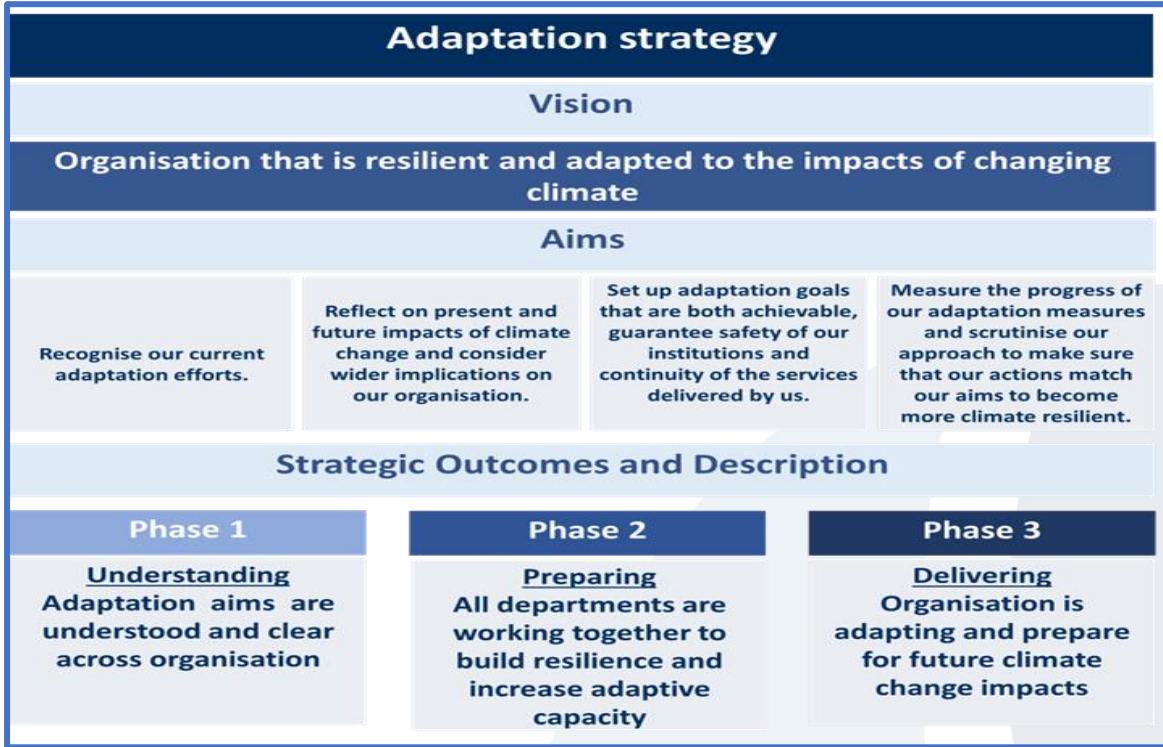 Adaptation strategy
Vision
Organisation that is resilient and adapted to the impacts of changing
climate
Aims
Recognise our current
adaptation efforts.
Reflect on present and
future impacts of climate
change and consider
wider implications on
our organisation.
Set up adaptation goals
that are both achievable,
guarantee safety of our
institutions and
continuity of the services
delivered by us.
Measure the progress of
our adaptation measures
and scrutinise our
approach to make sure
that our actions match
our aims to become
more climate resilient.
Strategic Outcomes and Description
Phase 1
Understanding
Adaptation aims are
understood and clear
across organisation
Phase 2
Preparing
All departments are
working together to
build resilience and
increase adaptive
capacity
Phase 3
Delivering
Organisation is
adapting and prepare
for future climate
change impacts